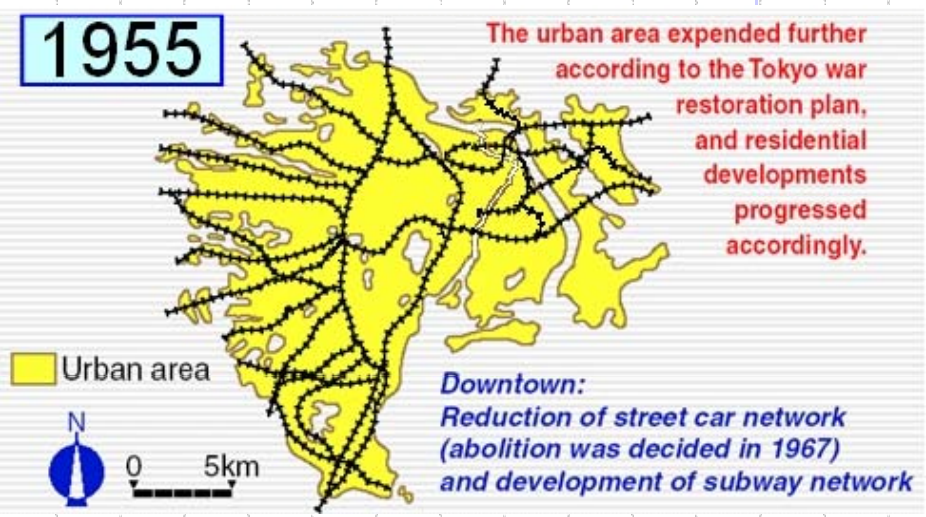 1955
The urban area expended further
according to the Tokyo war
restoration plan,
and residential
developments
progressed
accordingly.
Urban area
N
0 5km
Downtown:
Reduction of street car network
(abolition was decided in 1967)
and development of subway network